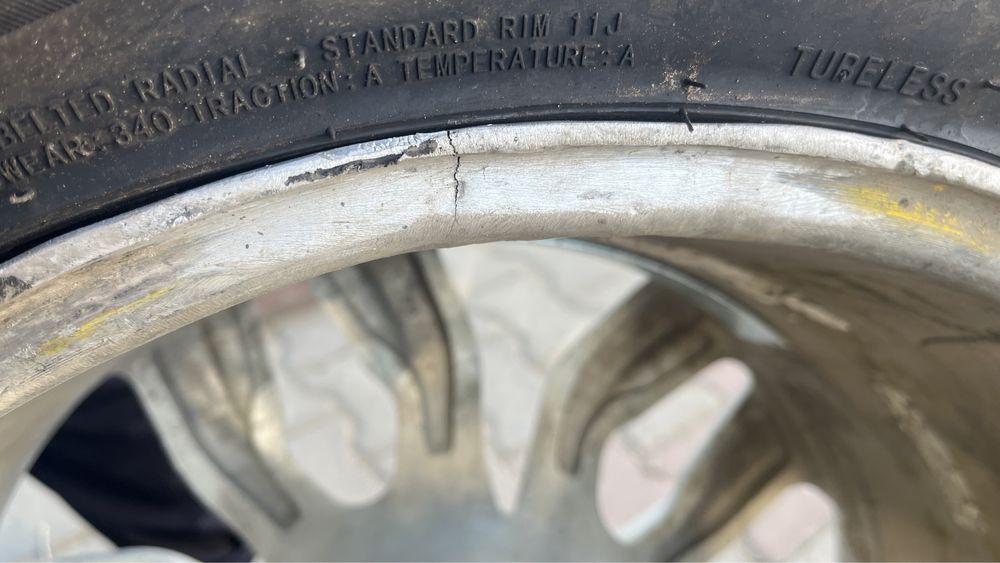 BELTED RADIAL STANDARD RIM 11J
WEAR: 340 TRACTION: A TEMPERATURE: A
TUBELESS